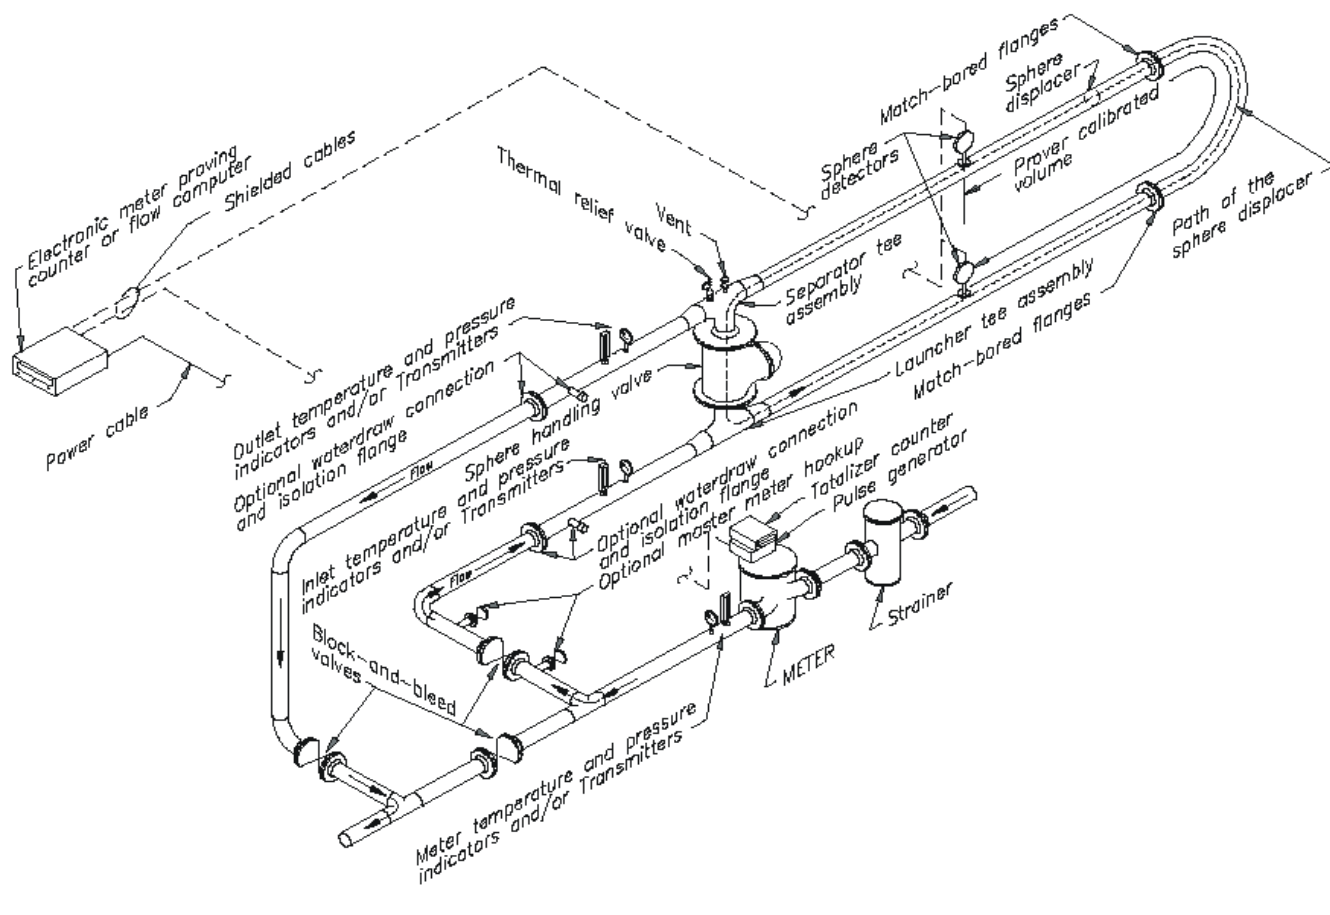 Match-bored flanges
Sphere
displacer
Sphere
detectors
Prover calibrated
volume
Path of the
sphere displacer
Electronic meter proving
counter or flow computer
Shielded cables
Thermal relief valve
Vent
Separator tee
assembly
Launcher tee assembly
Match-bored flanges
Power cable
Outlet temperature and pressure
indicators and/or Transmitters
Optional waterdraw connection
and isolation flange
Sphere handling valve
Flow
Inlet temperature and pressure
indicators and/or Transmitters
Optional waterdraw connection
and isolation flange
Optional master meter hookup
Totalizer counter
Pulse generator
Flow
Strainer
METER
Block-and-bleed
valves
Meter temperature and pressure
indicators and/or Transmitters